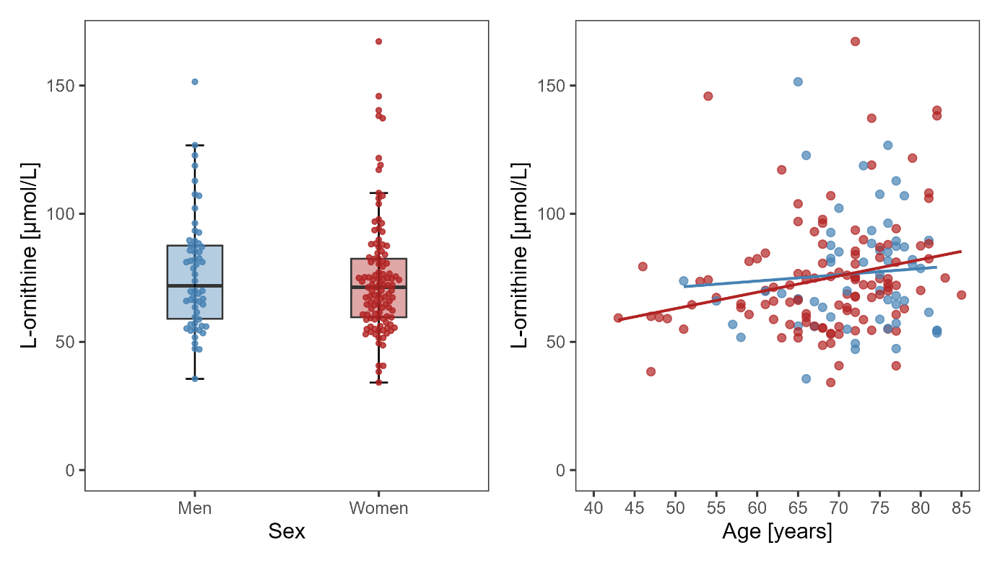 L-ornithine [μmol/L]
150
100
50
0
Men Women
Sex
L-ornithine [μmol/L]
150
100
50
0
40 45 50 55 60 65 70 75 80 85
Age [years]